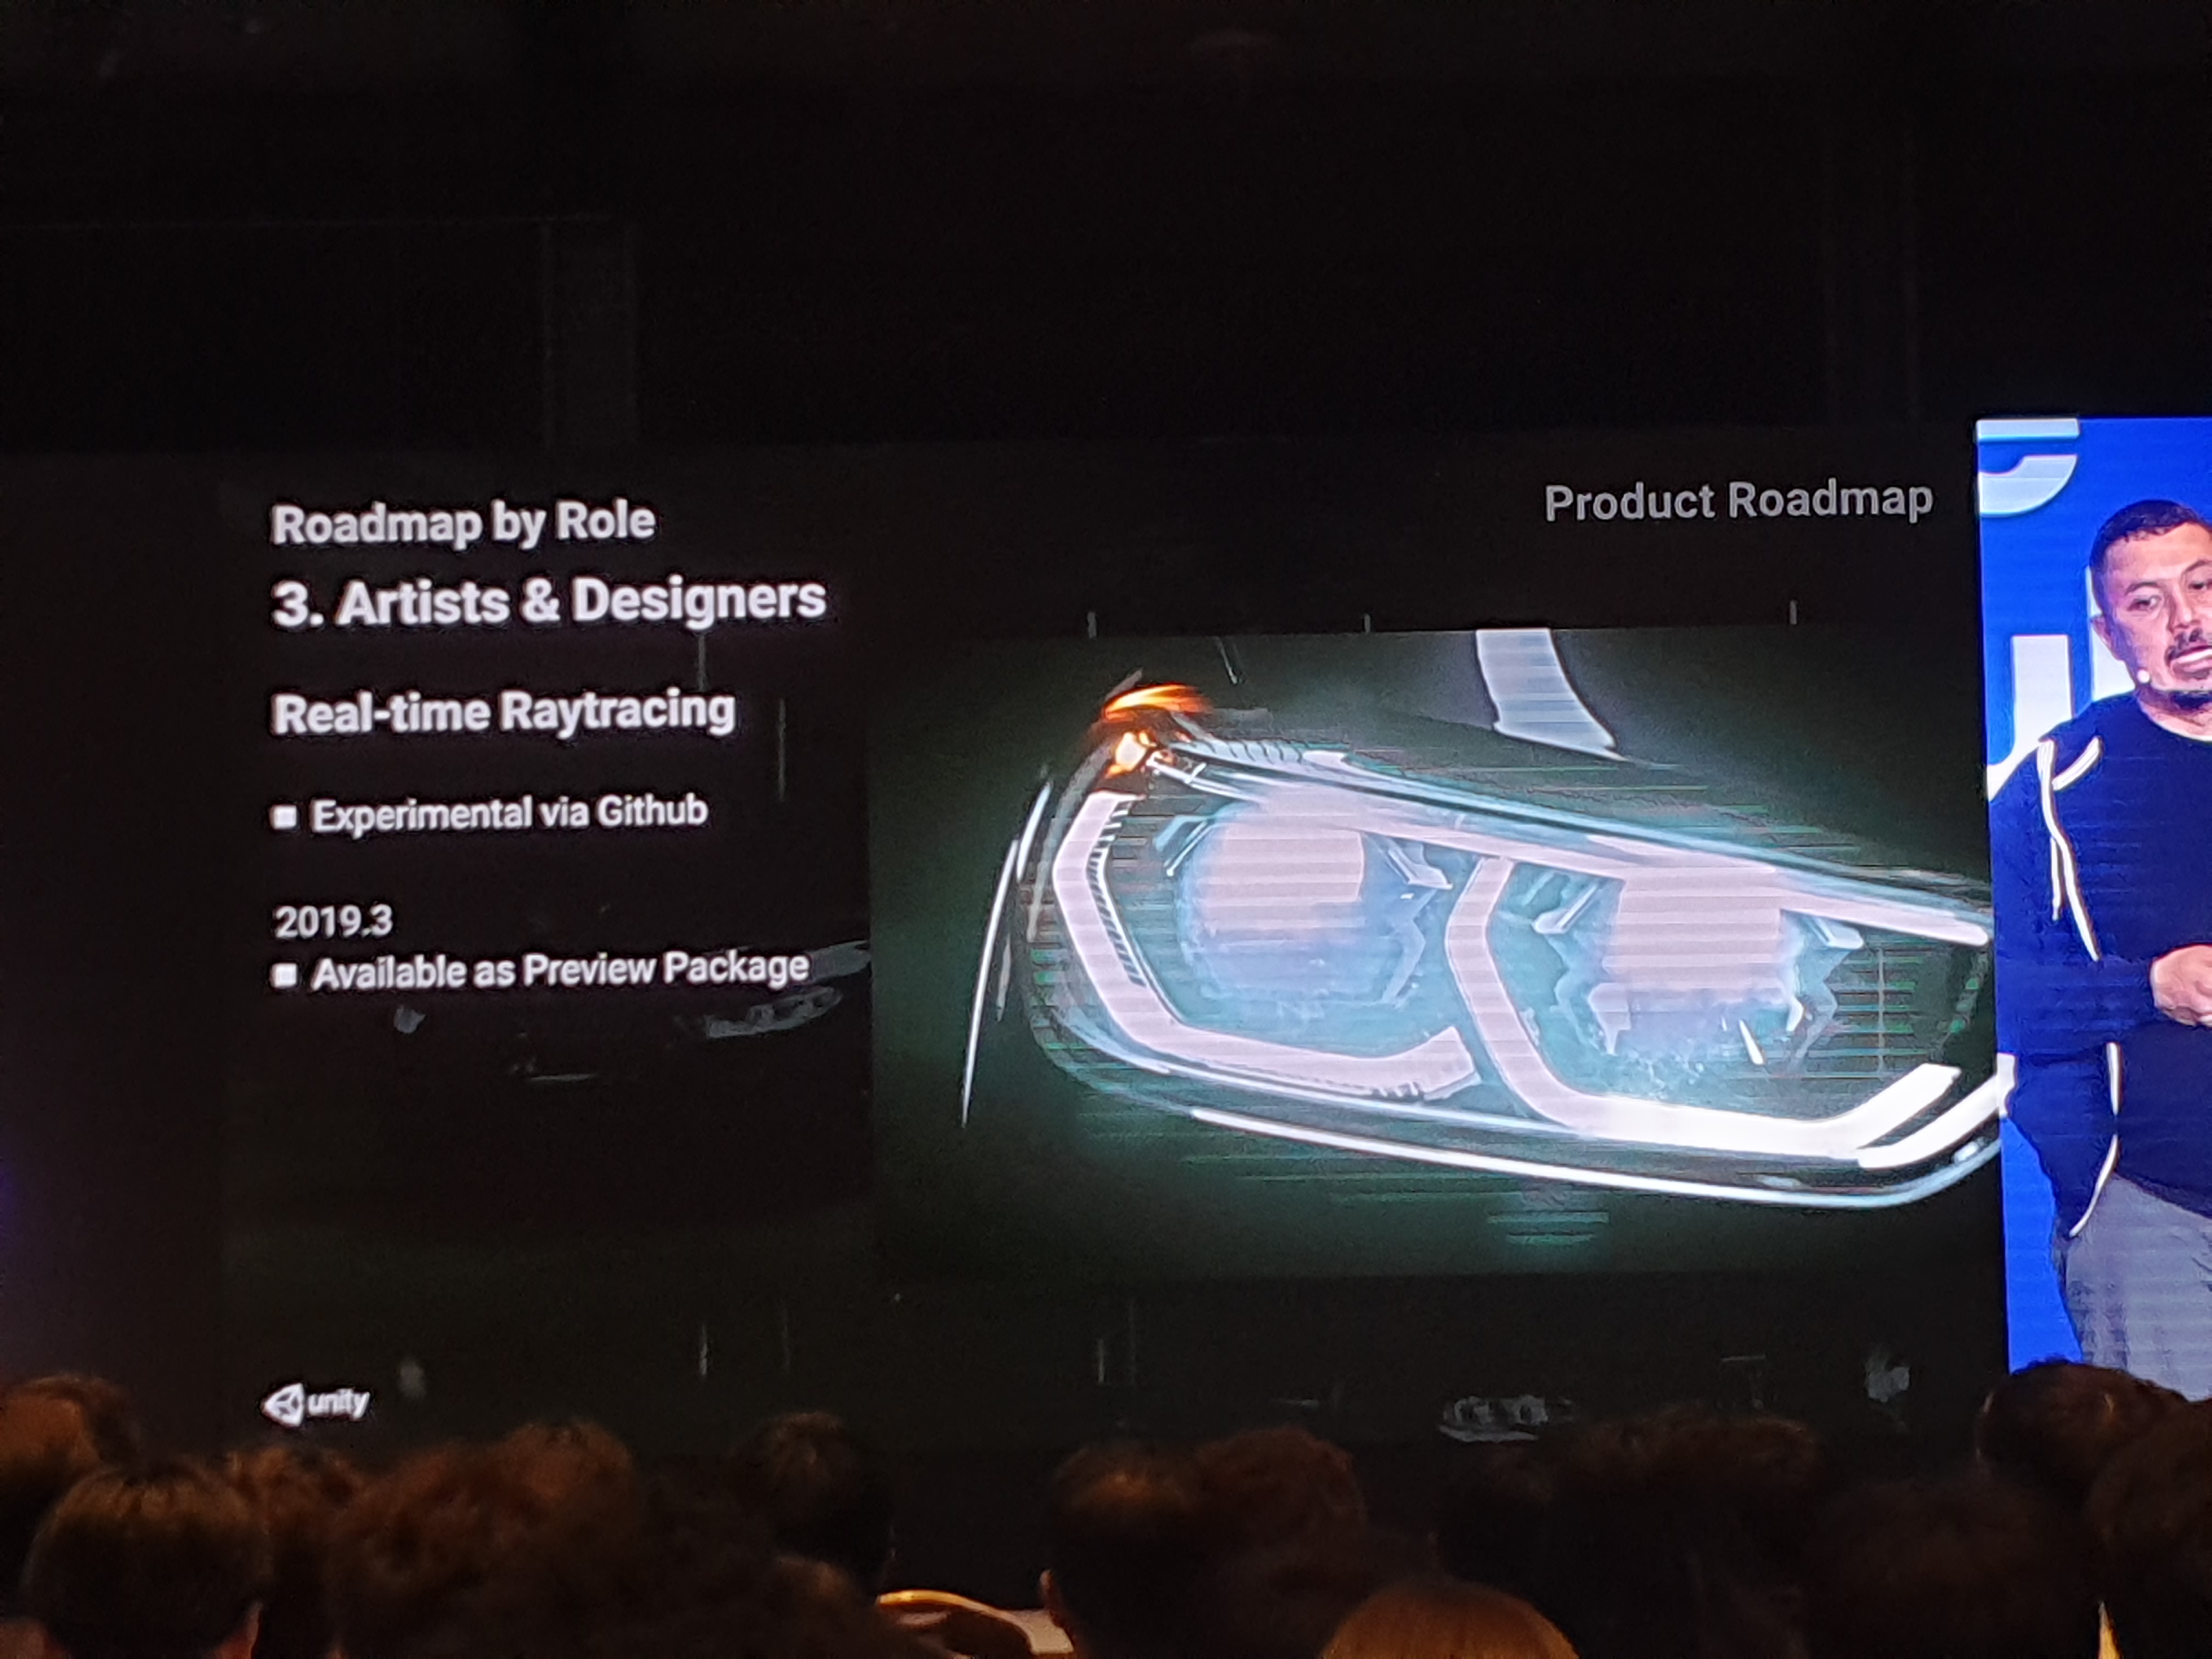 Roadmap by Role
Product Roadmap
3. Artists & Designers
Real-time Raytracing
Experimental via Github
2019.3
Available as Preview Package
unity